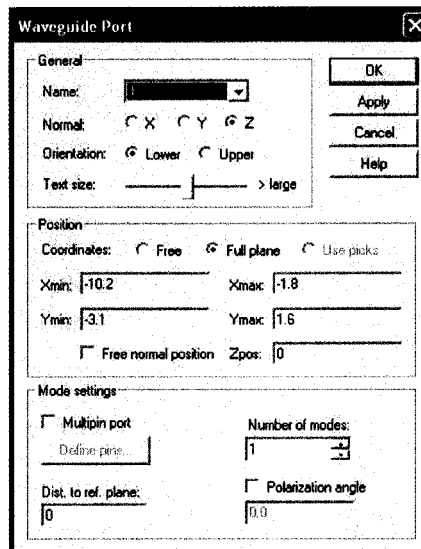 Waveguide Port
General
Name:
Normal: X Y Z
Orientation: Lower Upper
Text size: > large
OK
Apply
Cancel
Help
Position
Coordinates: Free Full plane Use picks
Xmin: -10.2 Xmax: -1.8
Ymin: -3.1 Ymax: 1.6
Free normal position Zpos: 0
Mode settings
Multipin port Number of modes:
Define pins... 1
Dist. to ref. plane: Polarization angle
0 0.0